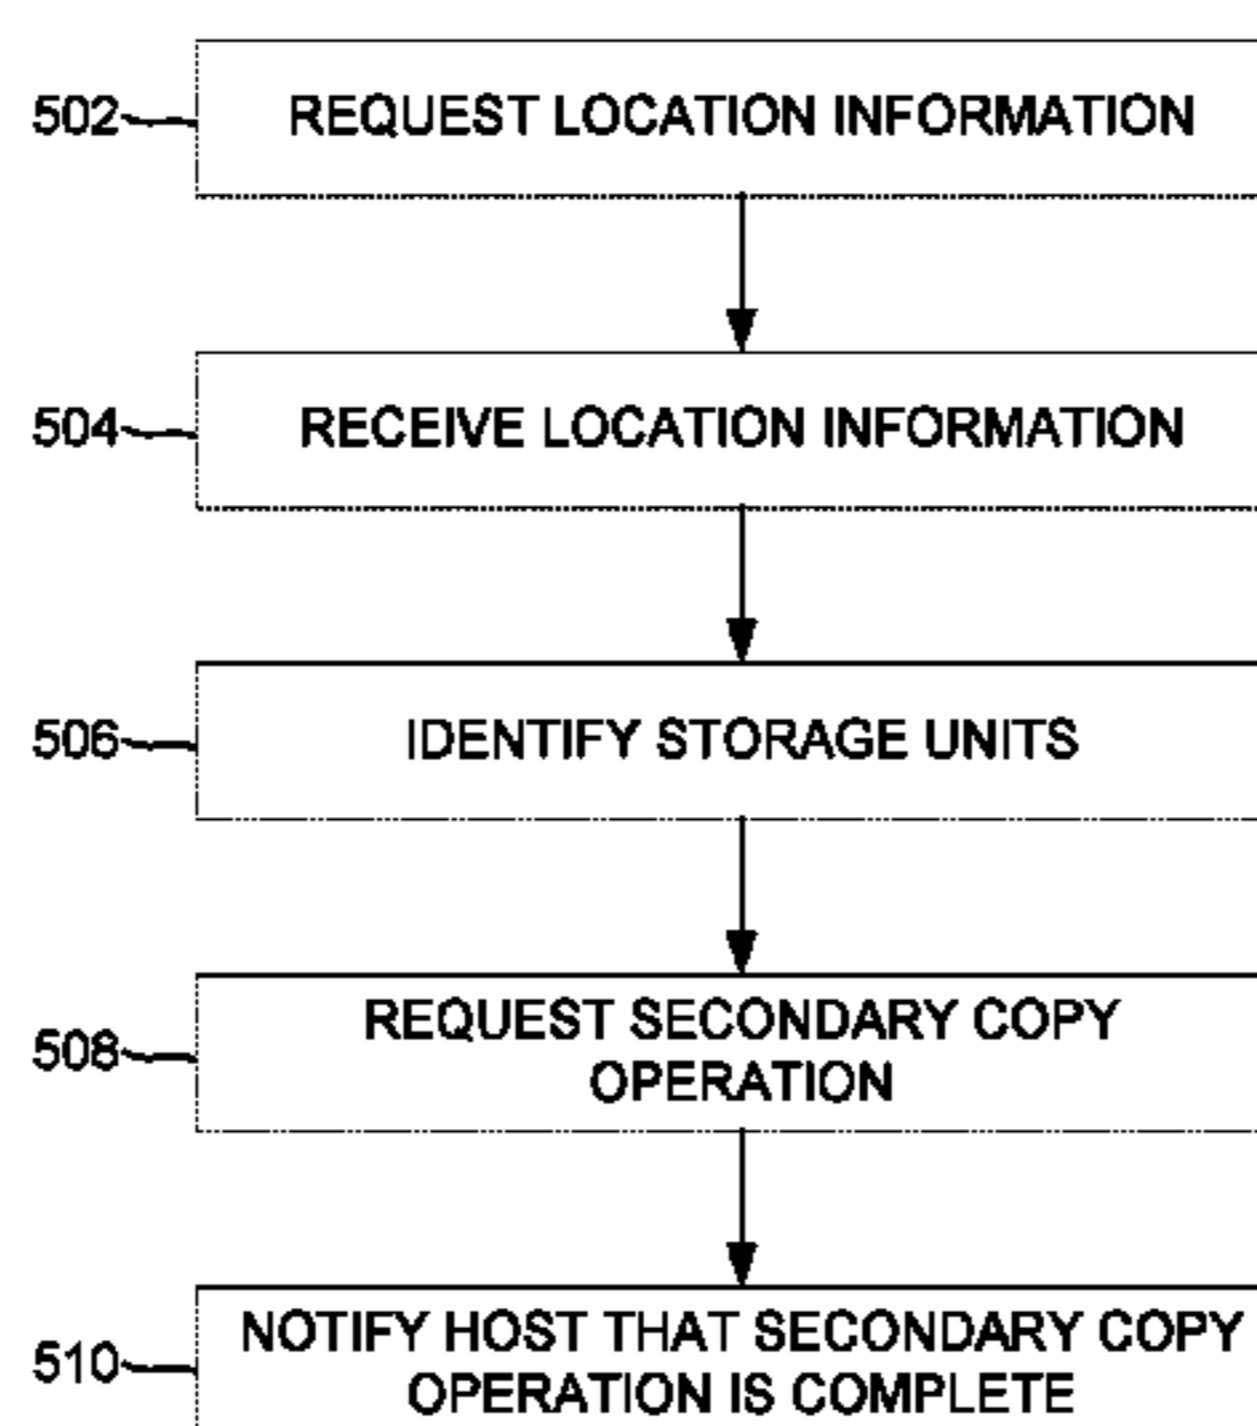 502 REQUEST LOCATION INFORMATION
504 RECEIVE LOCATION INFORMATION
506 IDENTIFY STORAGE UNITS
508 REQUEST SECONDARY COPY
OPERATION
510 NOTIFY HOST THAT SECONDARY COPY
OPERATION IS COMPLETE